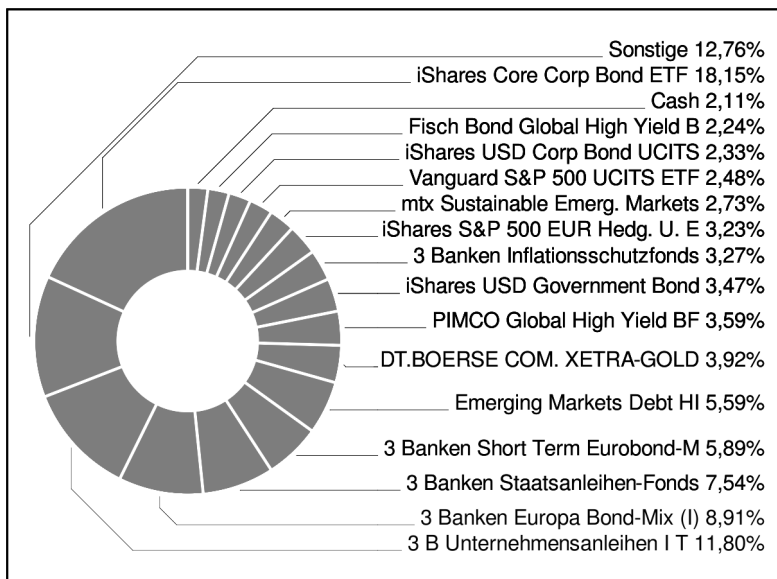 Sonstige 12,76%
iShares Core Corp Bond ETF 18,15%
Cash 2,11%
Fisch Bond Global High Yield B 2,24%
iShares USD Corp Bond UCITS 2,33%
Vanguard S&P 500 UCITS ETF 2,48%
mtx Sustainable Emerg. Markets 2,73%
iShares S&P 500 EUR Hedg. U. E 3,23%
3 Banken Inflationsschutzfonds 3,27%
iShares USD Government Bond 3,47%
PIMCO Global High Yield BF 3,59%
DT.BOERSE COM. XETRA-GOLD 3,92%
Emerging Markets Debt HI 5,59%
3 Banken Short Term Eurobond-M 5,89%
3 Banken Staatsanleihen-Fonds 7,54%
3 Banken Europa Bond-Mix (I) 8,91%
3 B Unternehmensanleihen I T 11,80%